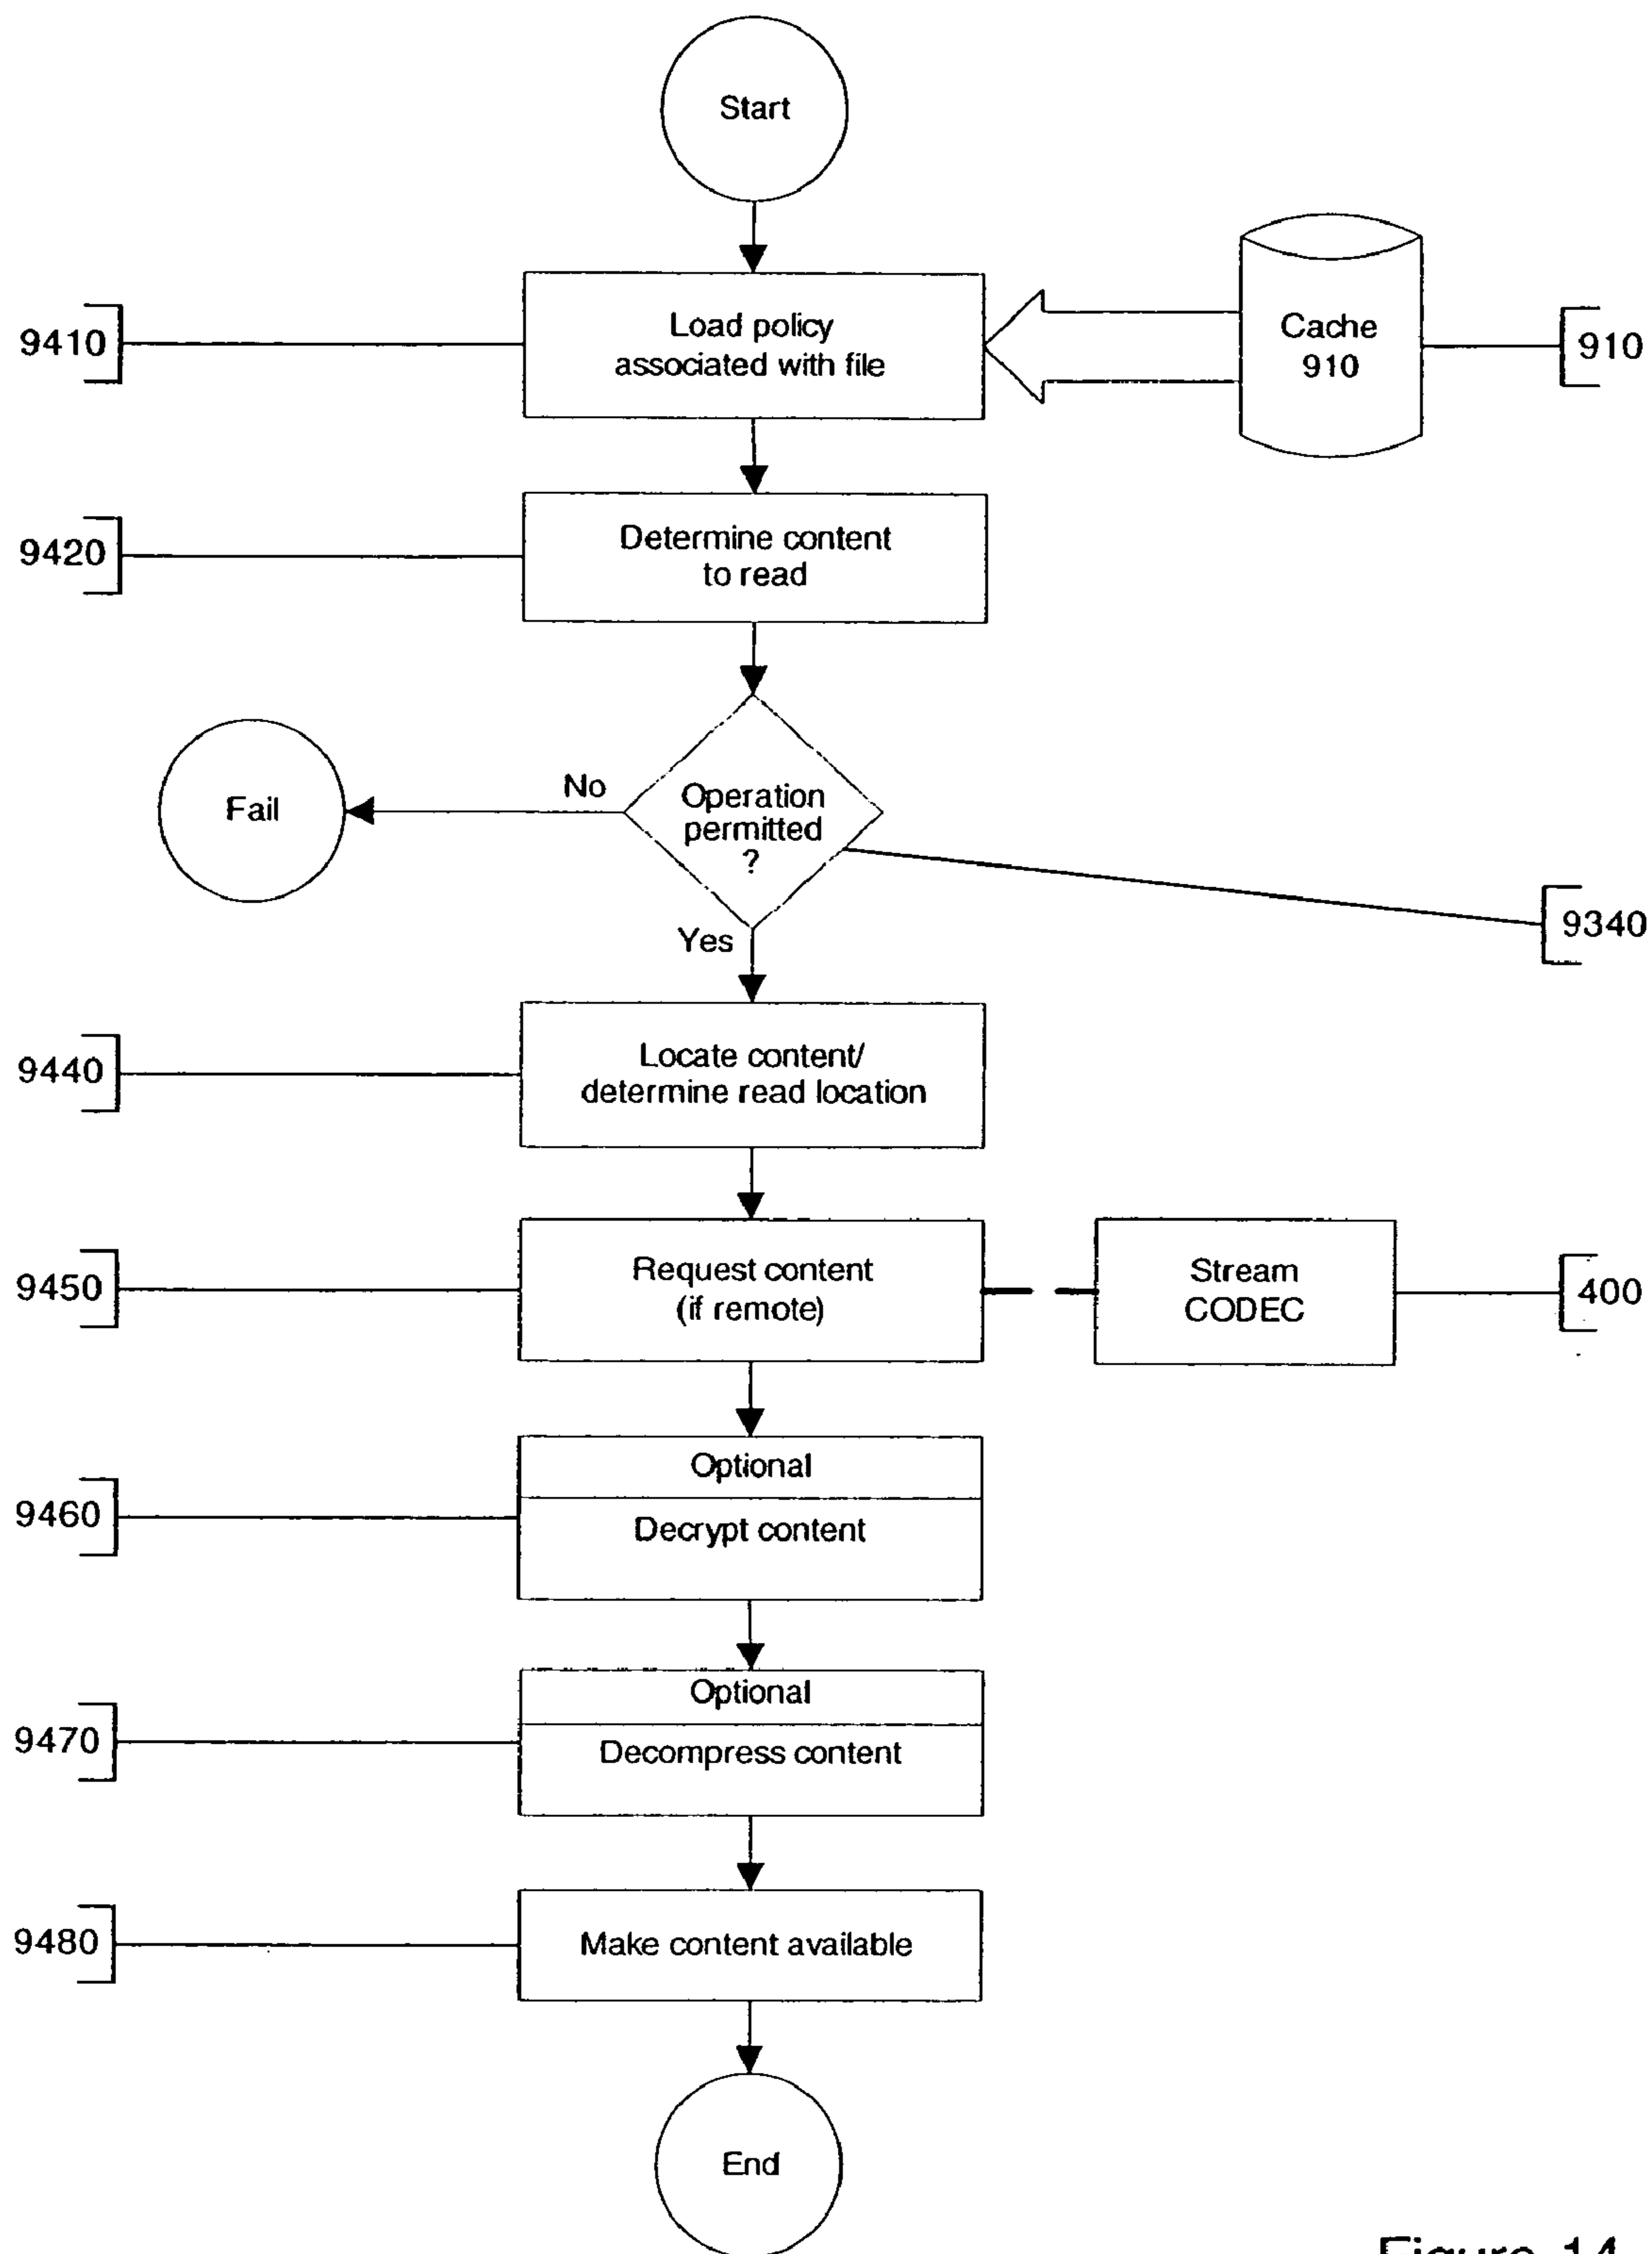 Start
9410
Load policy
associated with file
Cache
910
910
9420
Determine content
to read
Fail
No
Operation
permitted
?
9340
Yes
9440
Locate content/
determine read location
9450
Request content
(if remote)
Stream
CODEC
400
9460
Optional
Decrypt content
9470
Optional
Decompress content
9480
Make content available
End
Figure 14